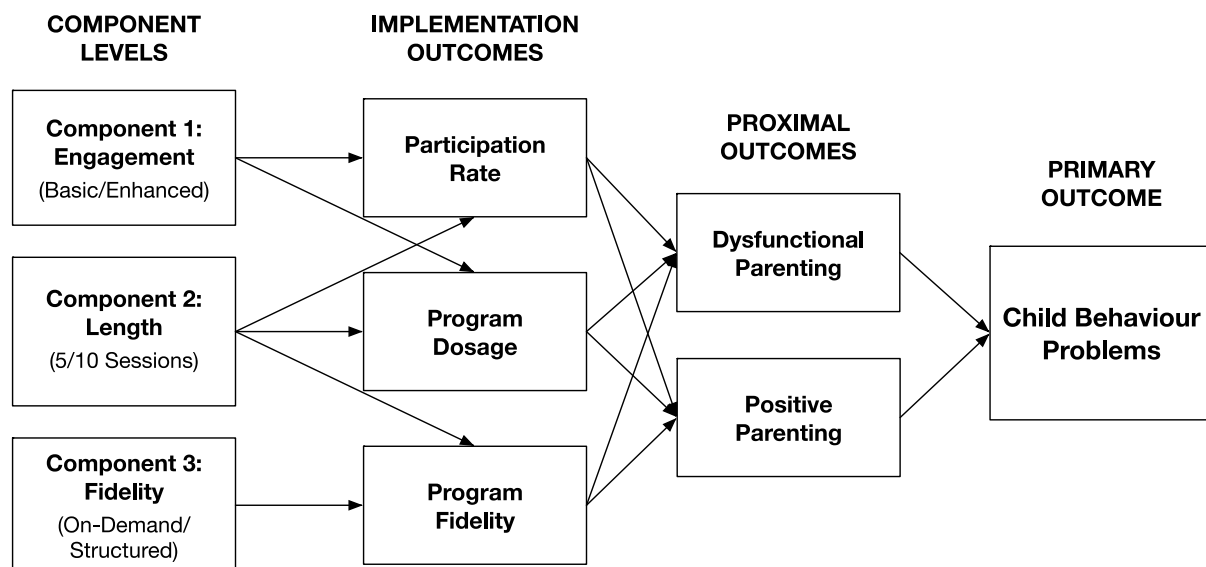 COMPONENT
LEVELS
IMPLEMENTATION
OUTCOMES
PROXIMAL
OUTCOMES
PRIMARY
OUTCOME
Component 1:
Engagement
(Basic/Enhanced)
Component 2:
Length
(5/10 Sessions)
Component 3:
Fidelity
(On-Demand/
Structured)
Participation
Rate
Program
Dosage
Program
Fidelity
Dysfunctional
Parenting
Positive
Parenting
Child Behaviour
Problems